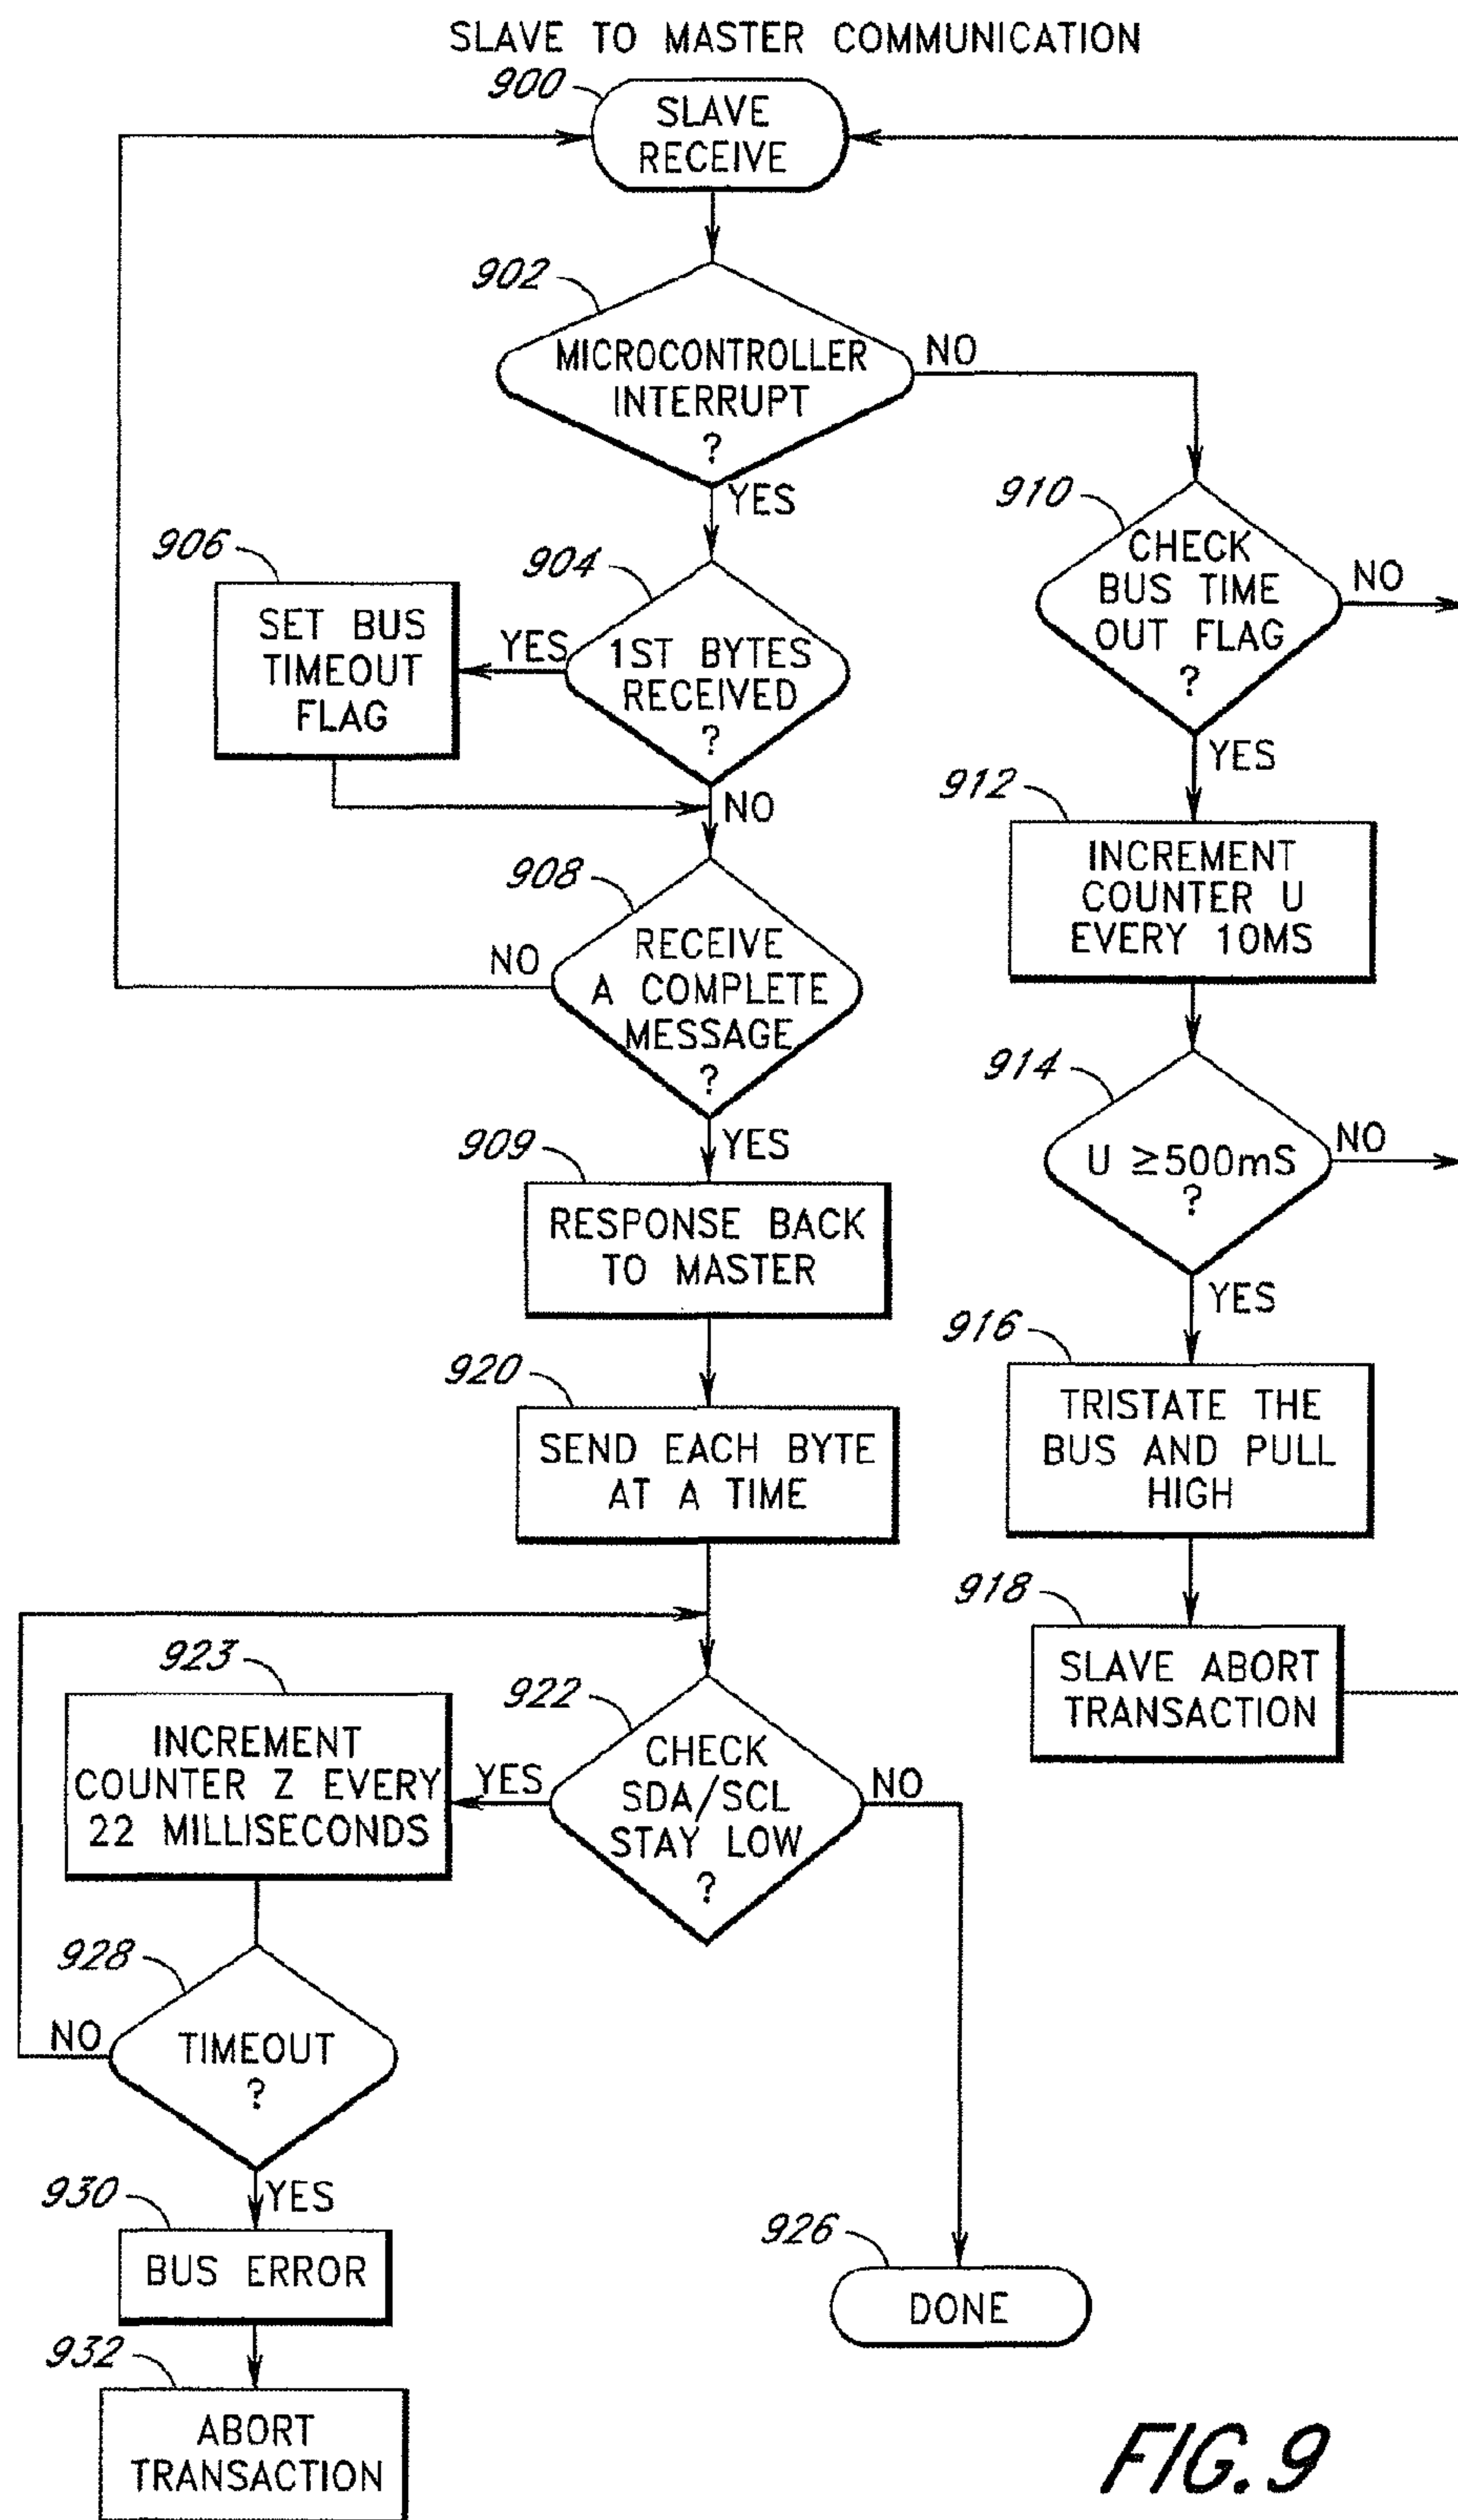 SLAVE TO MASTER COMMUNICATION
900
SLAVE
RECEIVE
902
MICROCONTROLLER
INTERRUPT
?
NO
YES
904
1ST BYTES
RECEIVED
?
YES
NO
906
SET BUS
TIMEOUT
FLAG
908
RECEIVE
A COMPLETE
MESSAGE
?
NO
YES
909
RESPONSE BACK
TO MASTER
910
CHECK
BUS TIME
OUT FLAG
?
NO
YES
912
INCREMENT
COUNTER U
EVERY 10MS
914
U ≥500mS
?
NO
YES
916
TRISTATE THE
BUS AND PULL
HIGH
918
SLAVE ABORT
TRANSACTION
920
SEND EACH BYTE
AT A TIME
922
CHECK
SDA/SCL
STAY LOW
?
YES
NO
923
INCREMENT
COUNTER Z EVERY
22 MILLISECONDS
928
TIMEOUT
?
NO
YES
930
BUS ERROR
932
ABORT
TRANSACTION
926
DONE
FIG. 9